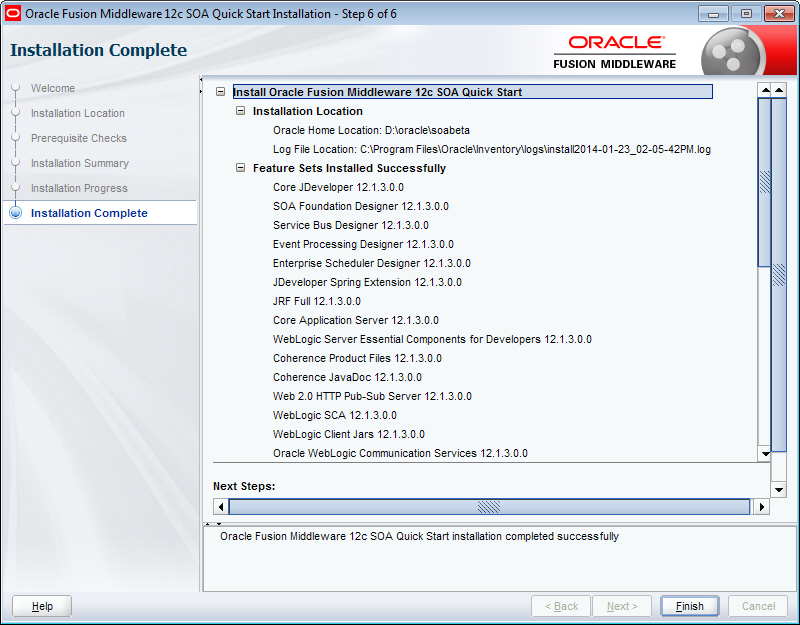 Oracle Fusion Middleware 12c SOA Quick Start Installation - Step 6 of 6
Installation Complete
ORACLE
FUSION MIDDLEWARE
Welcome
Installation Location
Prerequisite Checks
Installation Summary
Installation Progress
Installation Complete
Install Oracle Fusion Middleware 12c SOA Quick Start
Installation Location
Oracle Home Location: D:\oracle\soabeta
Log File Location: C:\Program Files\Oracle\Inventory\logs\install2014-01-23_02-05-42PM.log
Feature Sets Installed Successfully
Core JDeveloper 12.1.3.0.0
SOA Foundation Designer 12.1.3.0.0
Service Bus Designer 12.1.3.0.0
Event Processing Designer 12.1.3.0.0
Enterprise Scheduler Designer 12.1.3.0.0
JDeveloper Spring Extension 12.1.3.0.0
JRF Full 12.1.3.0.0
Core Application Server 12.1.3.0.0
WebLogic Server Essential Components for Developers 12.1.3.0.0
Coherence Product Files 12.1.3.0.0
Coherence JavaDoc 12.1.3.0.0
Web 2.0 HTTP Pub-Sub Server 12.1.3.0.0
WebLogic SCA 12.1.3.0.0
WebLogic Client Jars 12.1.3.0.0
Oracle WebLogic Communication Services 12.1.3.0.0
Next Steps:
Oracle Fusion Middleware 12c SOA Quick Start installation completed successfully
Help
< Back
Next >
Finish
Cancel